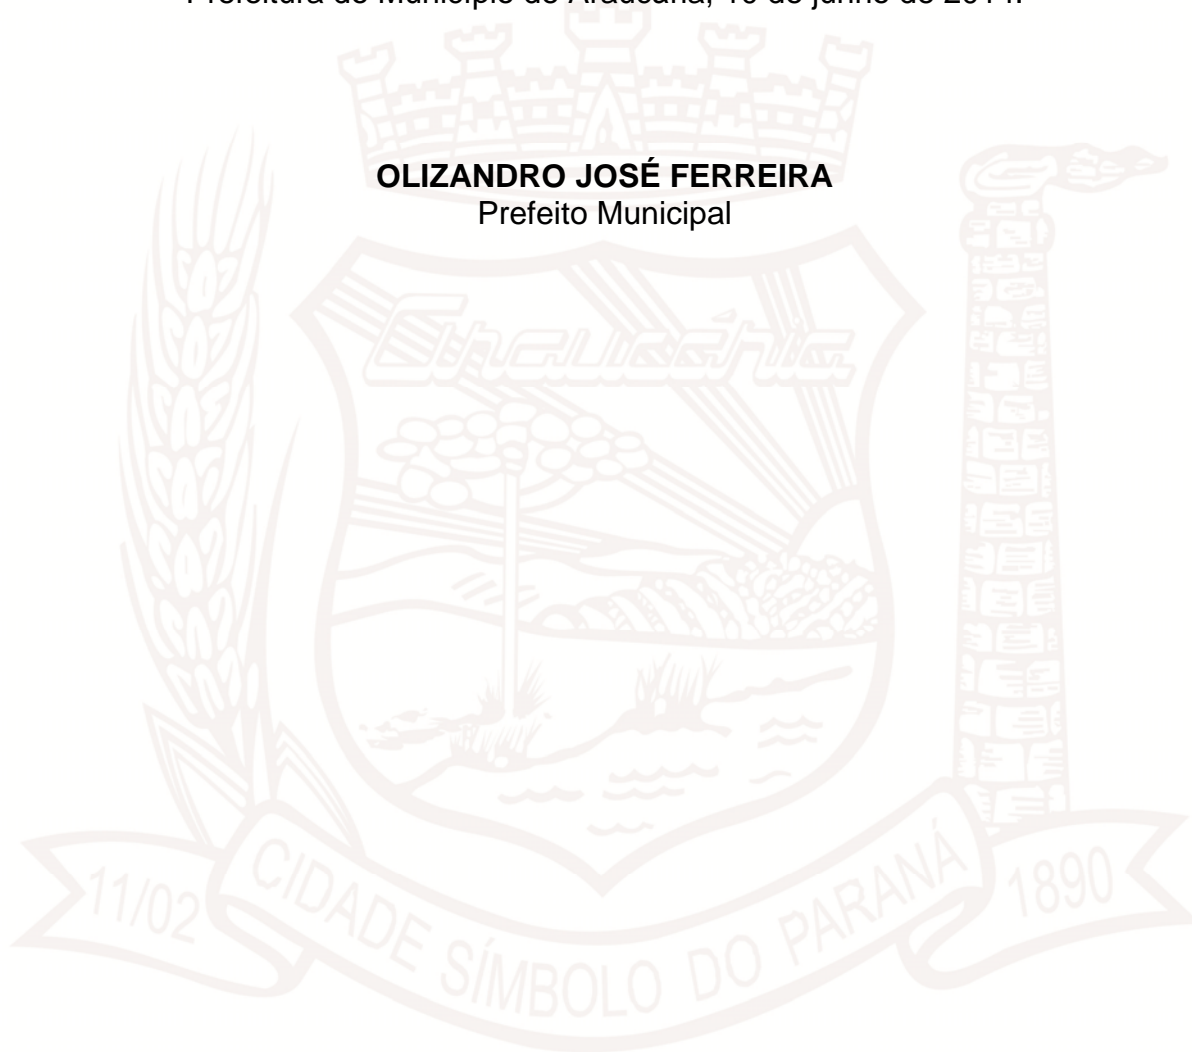 Prefeitura do Município de Araucária, 10 de junho de 2014.
OLIZANDRO JOSÉ FERREIRA
Prefeito Municipal
Araucária
11/02 CIDADE SÍMBOLO DO PARANÁ 1890